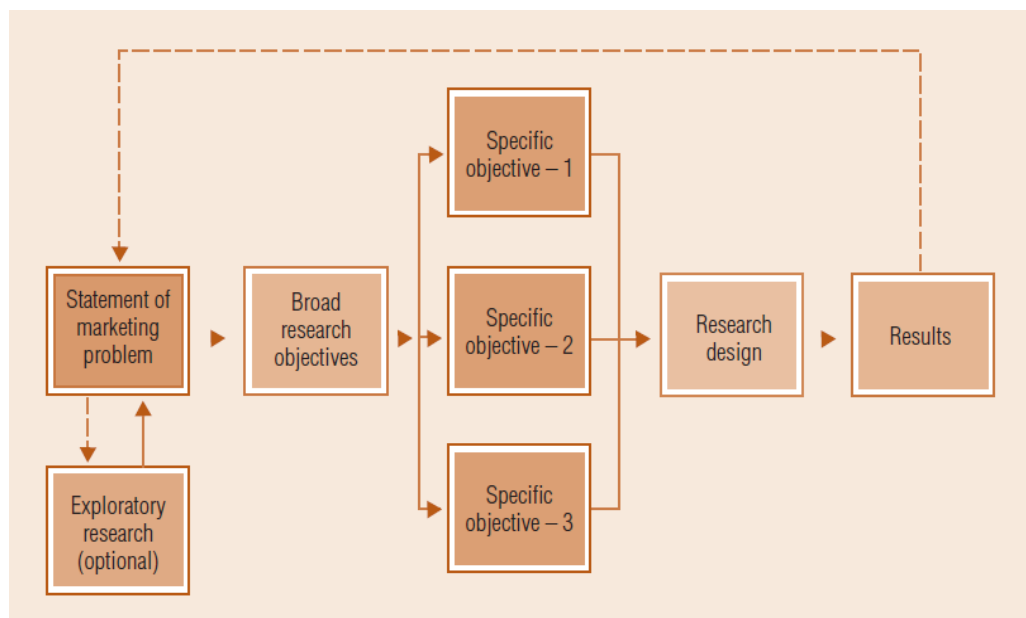 Specific
objective – 1
Statement of
marketing
problem
Broad
research
objectives
Specific
objective – 2
Research
design
Results
Exploratory
research
(optional)
Specific
objective – 3